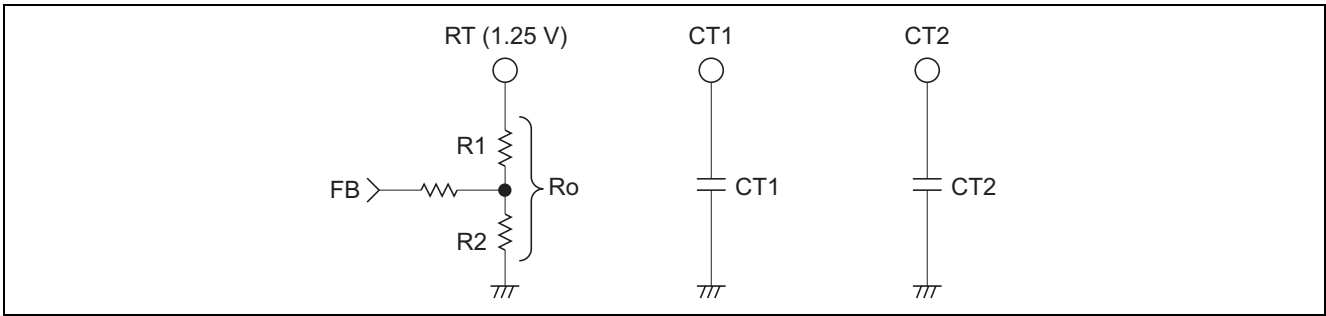 RT (1.25 V)
CT1
CT2
R1
FB
Ro
CT1
CT2
R2